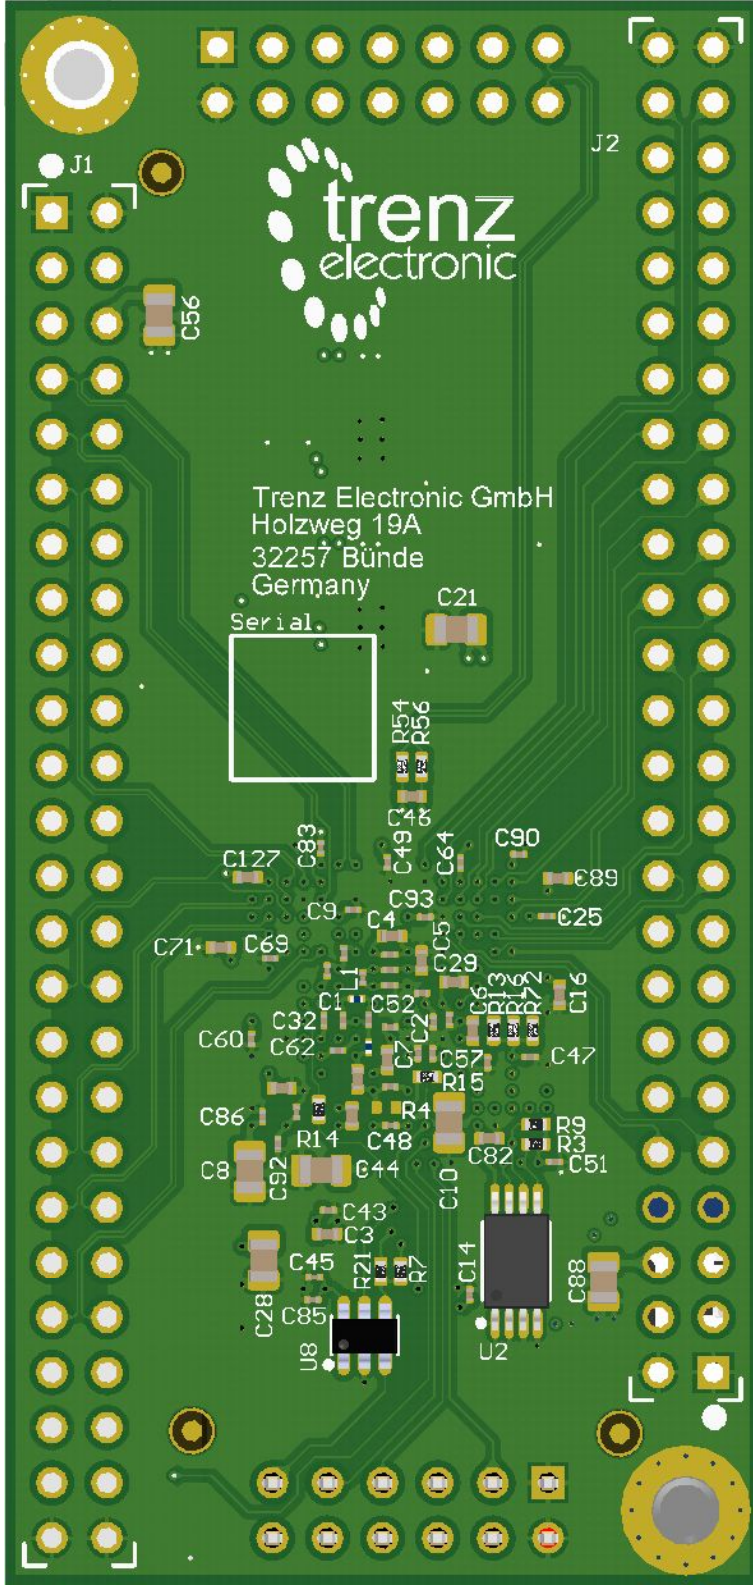 J1
J2
trenz
electronic
C56
Trenz Electronic GmbH
Holzweg 19A
32257 Bünde
Germany
C21
Serial
R54
R56
C46
C83
C49
C64
C90
C127
C89
C9
C93
C25
C4
C5
C71
C69
C29
L1
C16
C1
C52
C6
R13
R16
R72
C32
C2
C60
C62
C7
C57
C47
R15
C86
R4
R9
R14
C48
R3
C82
C8
C92
C44
C10
C51
C43
C3
C45
R21
R7
C14
C88
C28
C85
U8
U2